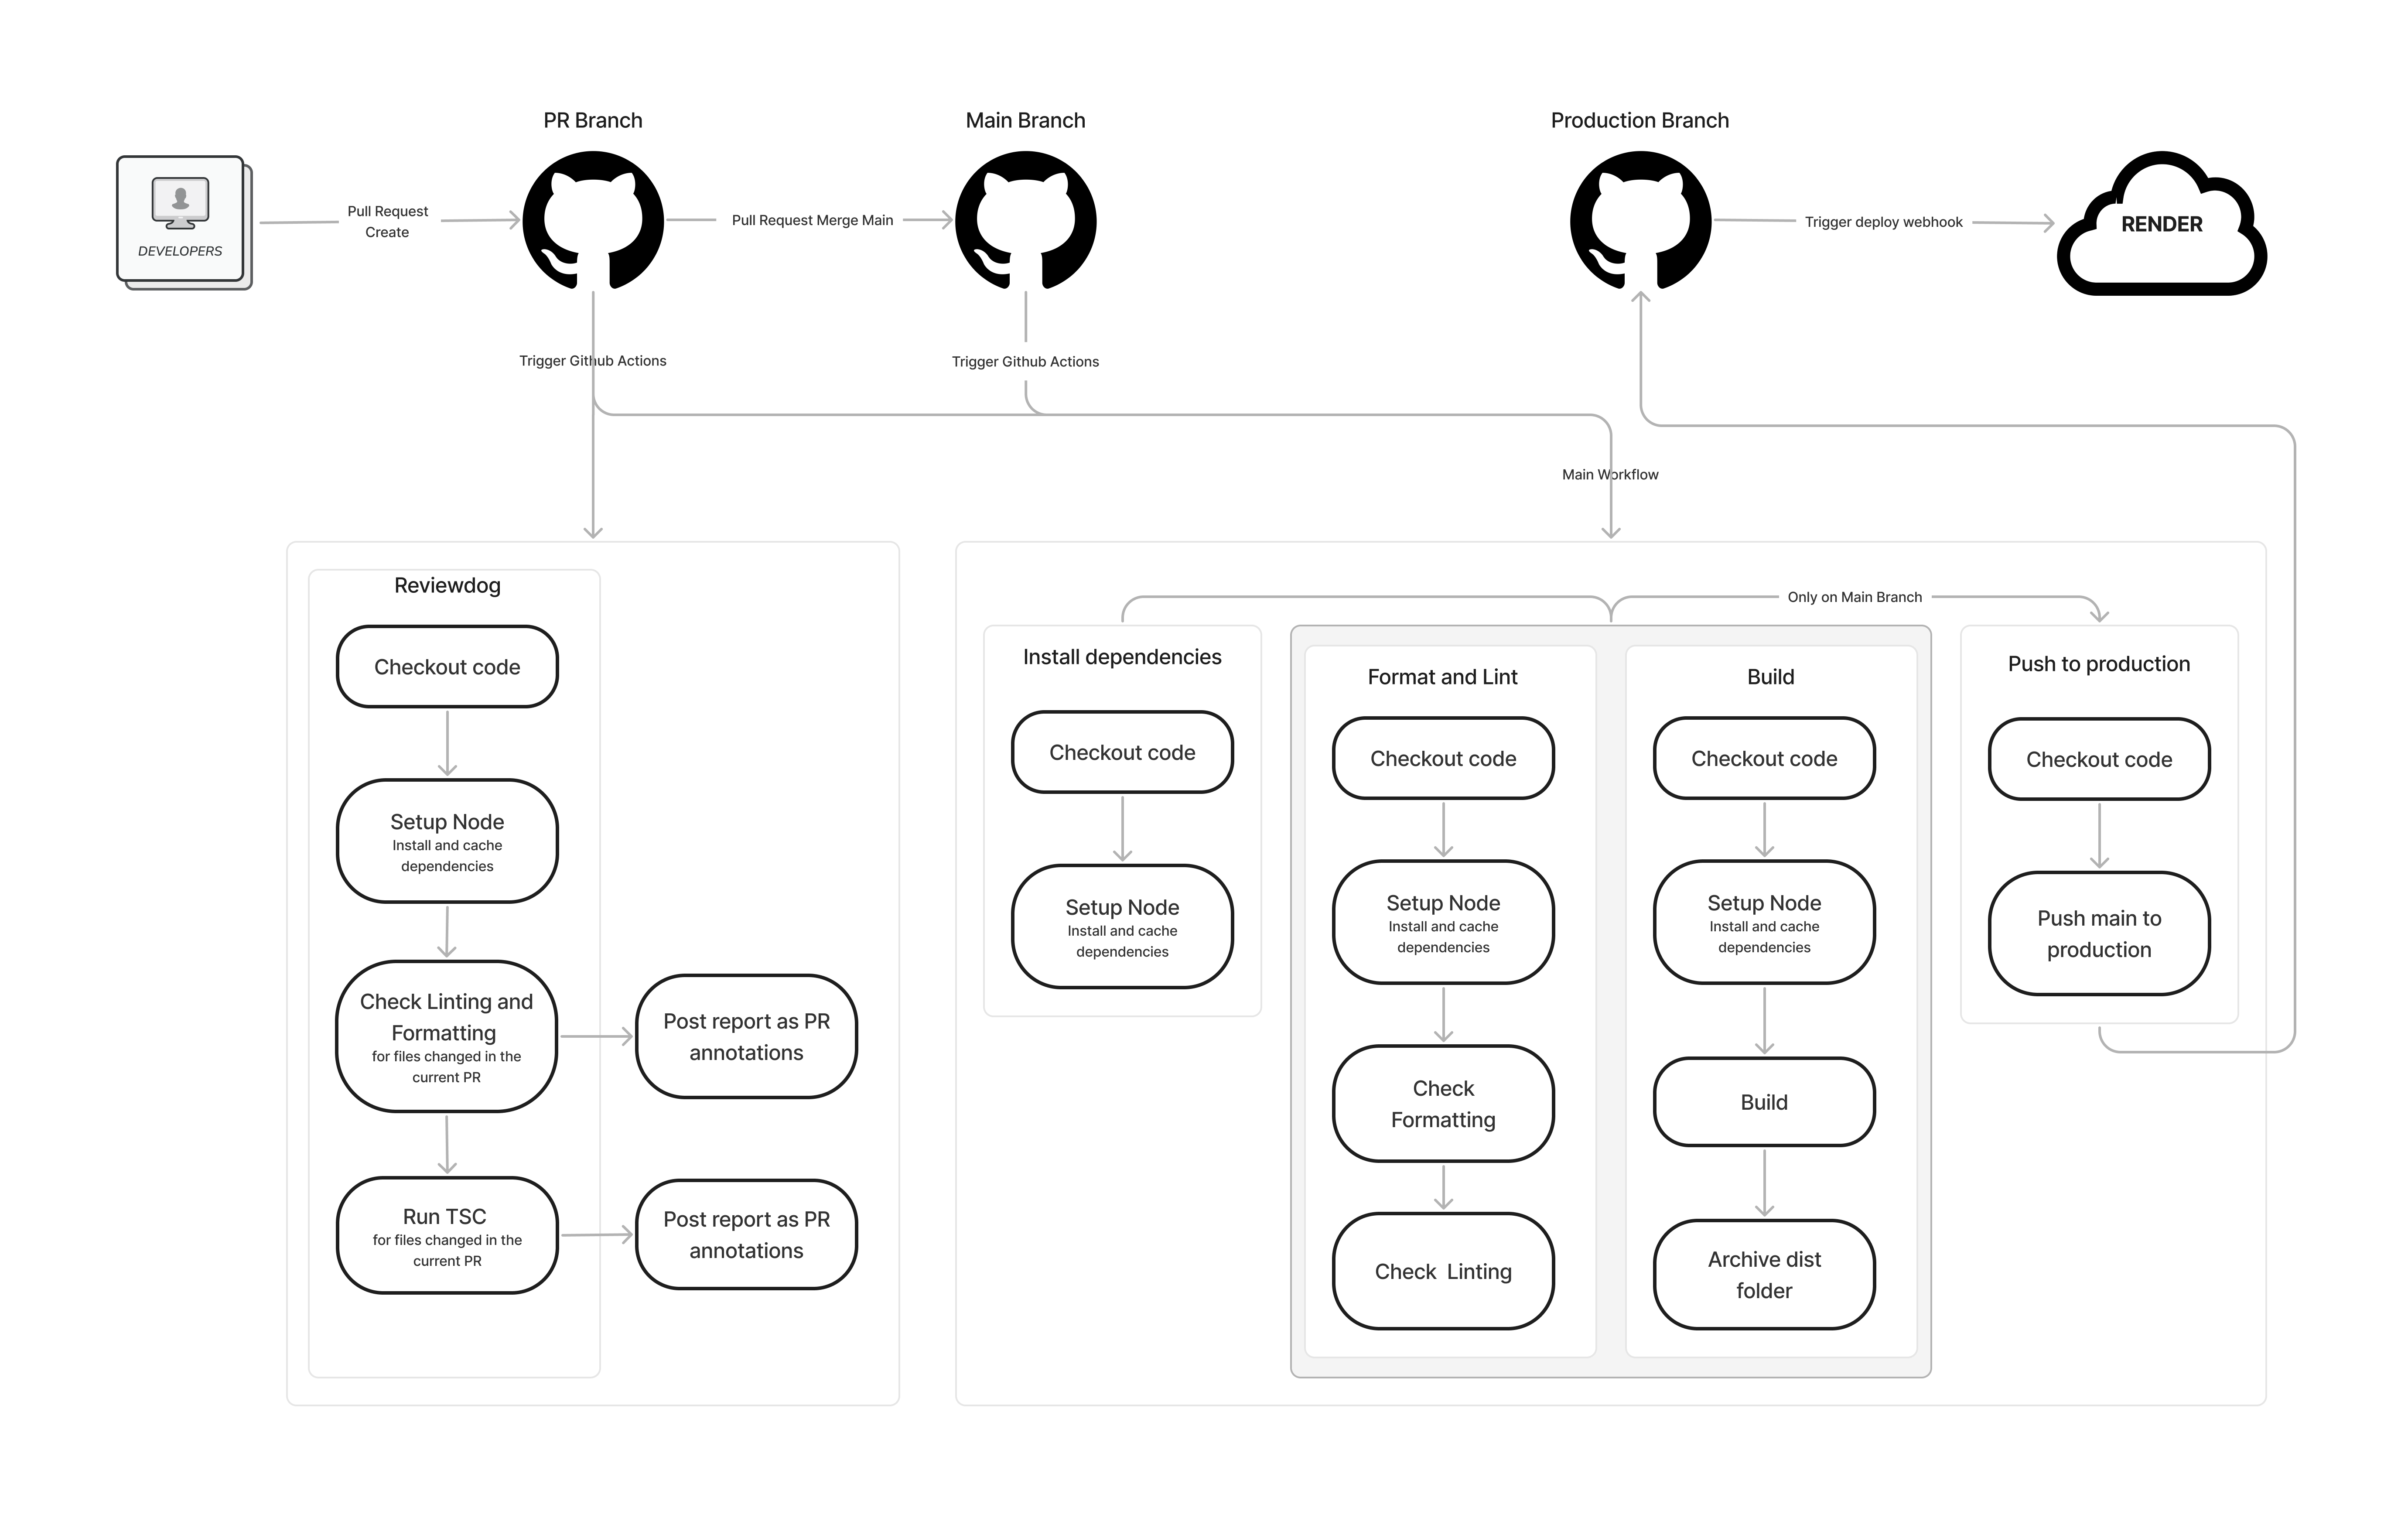 PR Branch
Main Branch
Production Branch
DEVELOPERS
Pull Request
Create
Pull Request Merge Main
Trigger deploy webhook
RENDER
Trigger Github Actions
Trigger Github Actions
Main Workflow
Reviewdog
Checkout code
Setup Node
Install and cache
dependencies
Check Linting and
Formatting
for files changed in the
current PR
Post report as PR
annotations
Run TSC
for files changed in the
current PR
Post report as PR
annotations
Only on Main Branch
Install dependencies
Checkout code
Setup Node
Install and cache
dependencies
Format and Lint
Checkout code
Setup Node
Install and cache
dependencies
Check
Formatting
Check  Linting
Build
Checkout code
Setup Node
Install and cache
dependencies
Build
Archive dist
folder
Push to production
Checkout code
Push main to
production